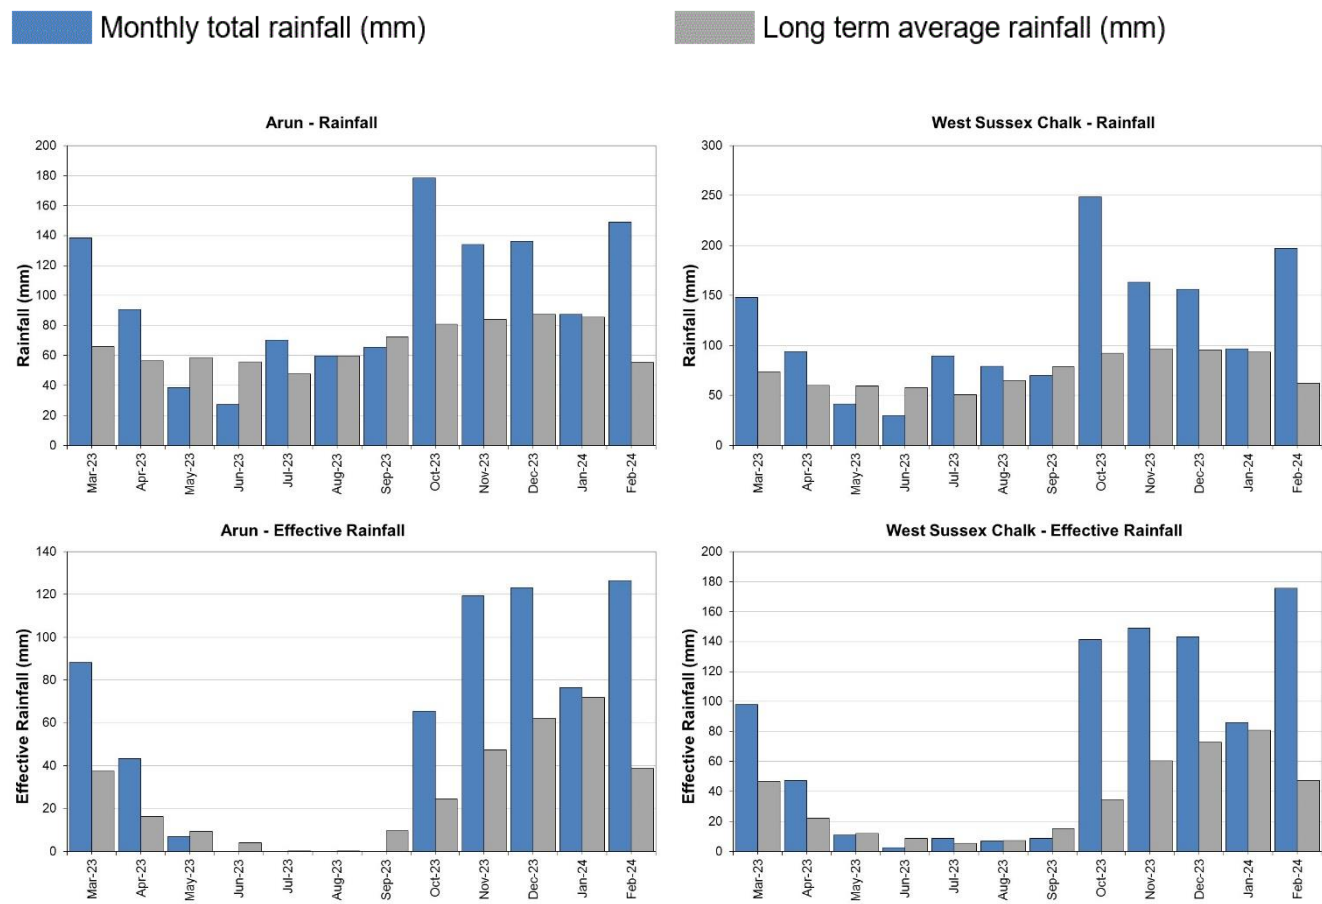 Monthly total rainfall (mm)
Long term average rainfall (mm)
Arun - Rainfall
Rainfall (mm)
200
180
160
140
120
100
80
60
40
20
0
Mar-23
Apr-23
May-23
Jun-23
Jul-23
Aug-23
Sep-23
Oct-23
Nov-23
Dec-23
Jan-24
Feb-24
West Sussex Chalk - Rainfall
Rainfall (mm)
300
250
200
150
100
50
0
Mar-23
Apr-23
May-23
Jun-23
Jul-23
Aug-23
Sep-23
Oct-23
Nov-23
Dec-23
Jan-24
Feb-24
Arun - Effective Rainfall
Effective Rainfall (mm)
140
120
100
80
60
40
20
0
Mar-23
Apr-23
May-23
Jun-23
Jul-23
Aug-23
Sep-23
Oct-23
Nov-23
Dec-23
Jan-24
Feb-24
West Sussex Chalk - Effective Rainfall
Effective Rainfall (mm)
200
180
160
140
120
100
80
60
40
20
0
Mar-23
Apr-23
May-23
Jun-23
Jul-23
Aug-23
Sep-23
Oct-23
Nov-23
Dec-23
Jan-24
Feb-24